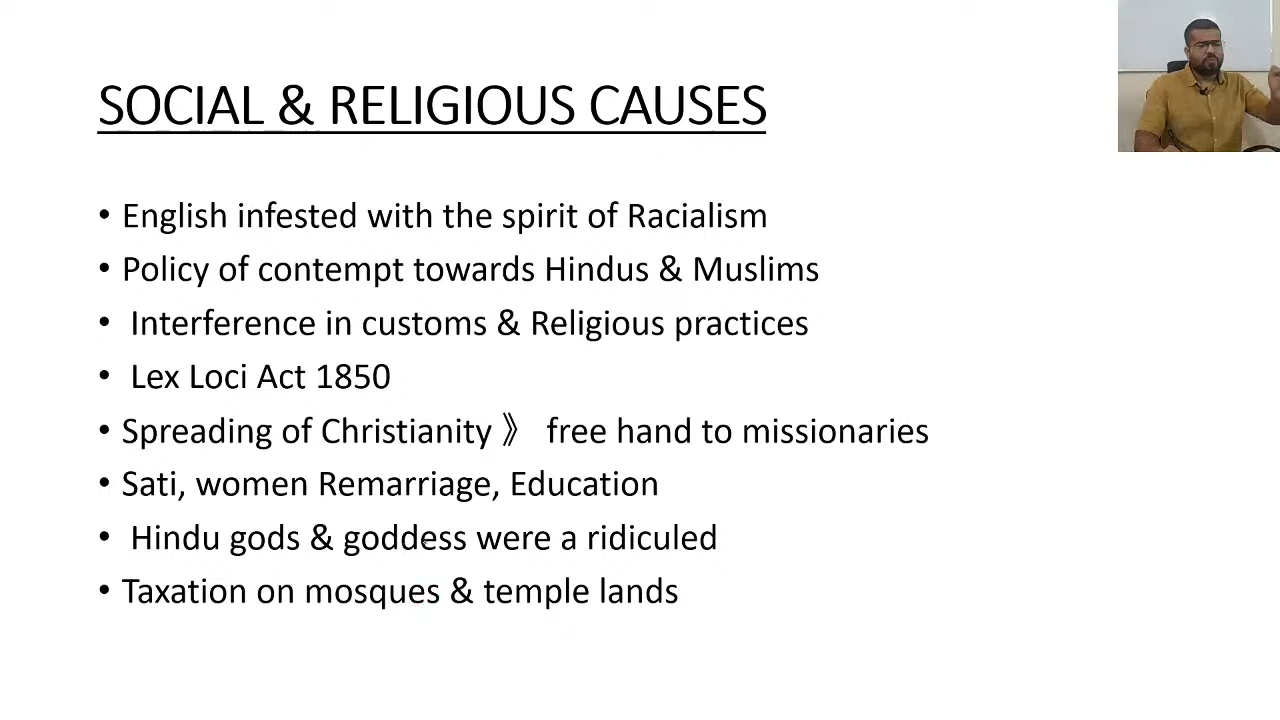 SOCIAL & RELIGIOUS CAUSES
• English infested with the spirit of Racialism
• Policy of contempt towards Hindus & Muslims
• Interference in customs & Religious practices
• Lex Loci Act 1850
• Spreading of Christianity 》 free hand to missionaries
• Sati, women Remarriage, Education
• Hindu gods & goddess were a ridiculed
• Taxation on mosques & temple lands